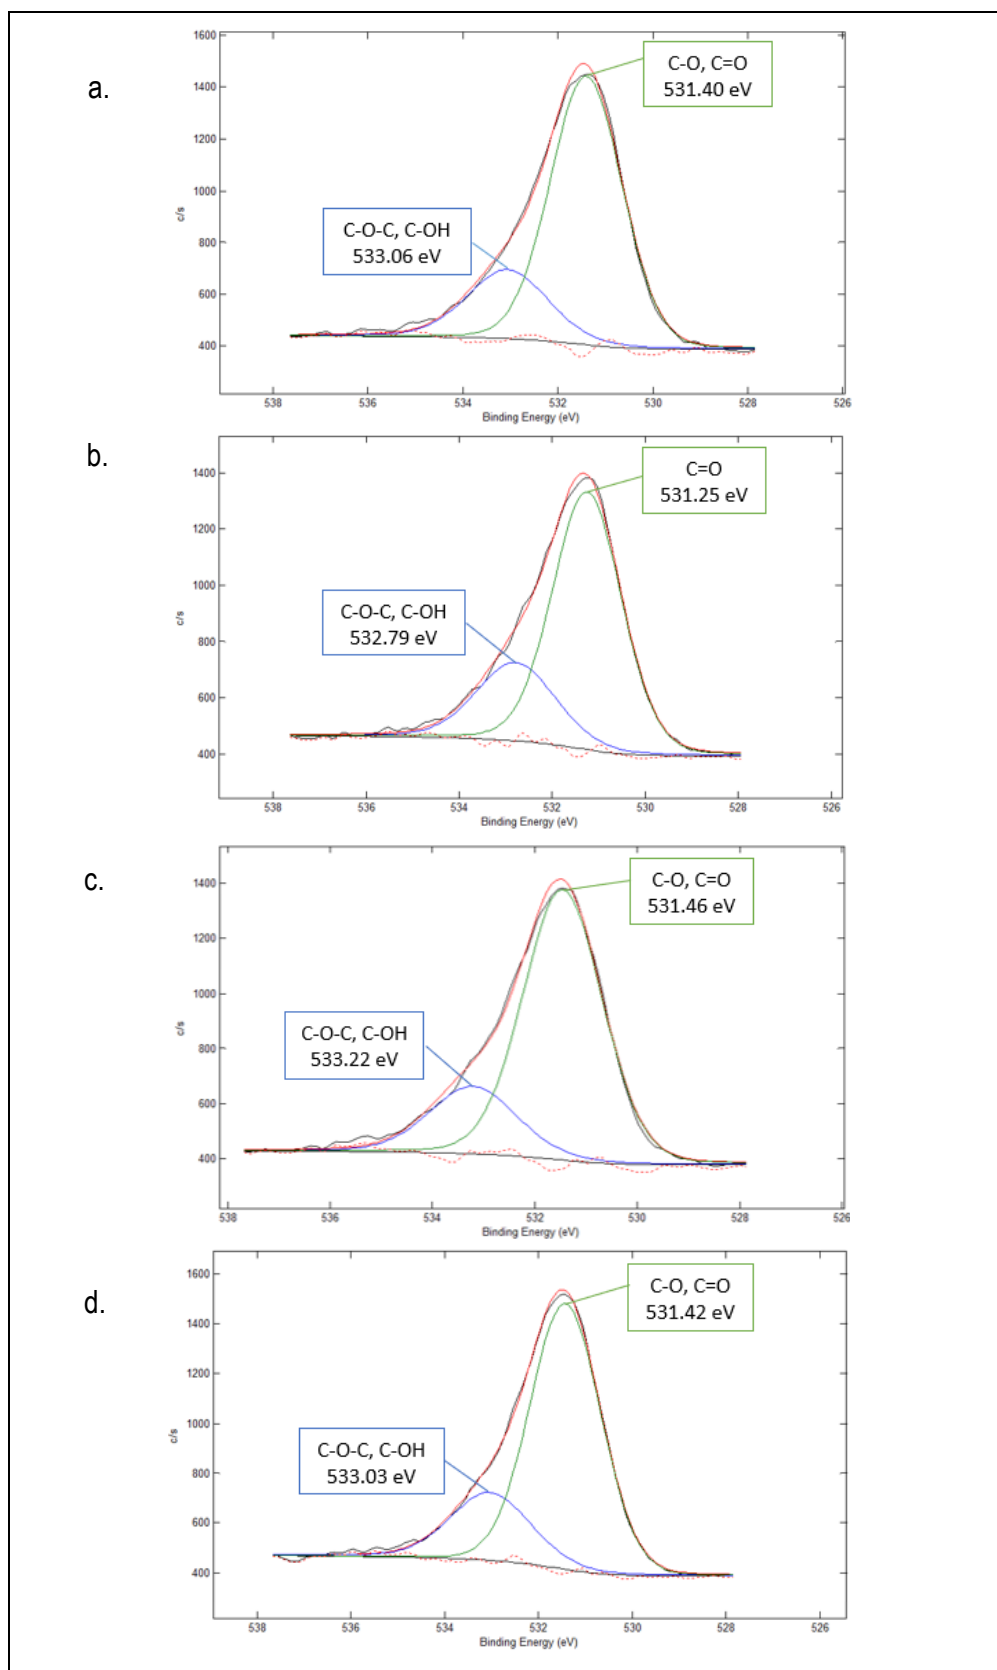 a.
1600
1400
1200
1000
800
600
400
c/s
C-O, C=O
531.40 eV
C-O-C, C-OH
533.06 eV
538 536 534 532 530 528 526
Binding Energy (eV)
b.
1400
1200
1000
800
600
400
c/s
C=O
531.25 eV
C-O-C, C-OH
532.79 eV
538 536 534 532 530 528 526
Binding Energy (eV)
c.
1400
1200
1000
800
600
400
c/s
C-O, C=O
531.46 eV
C-O-C, C-OH
533.22 eV
538 536 534 532 530 528 526
Binding Energy (eV)
d.
1600
1400
1200
1000
800
600
400
c/s
C-O, C=O
531.42 eV
C-O-C, C-OH
533.03 eV
538 536 534 532 530 528 526
Binding Energy (eV)